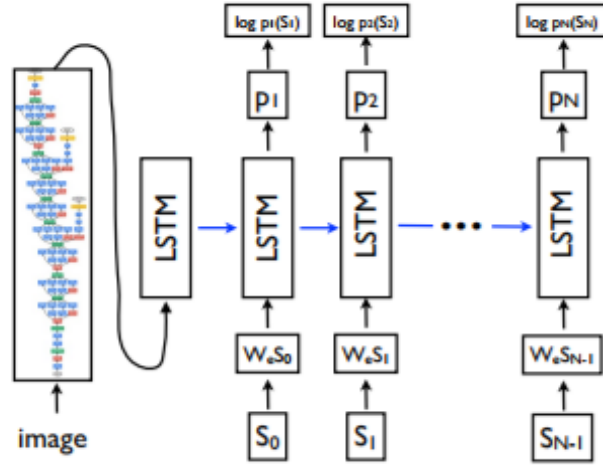 log p1(S1) log p2(S2) log pN(SN)
p1 p2 pN
LSTM LSTM LSTM ••• LSTM
WeS0 WeS1 WeSN-1
S0 S1 SN-1
image